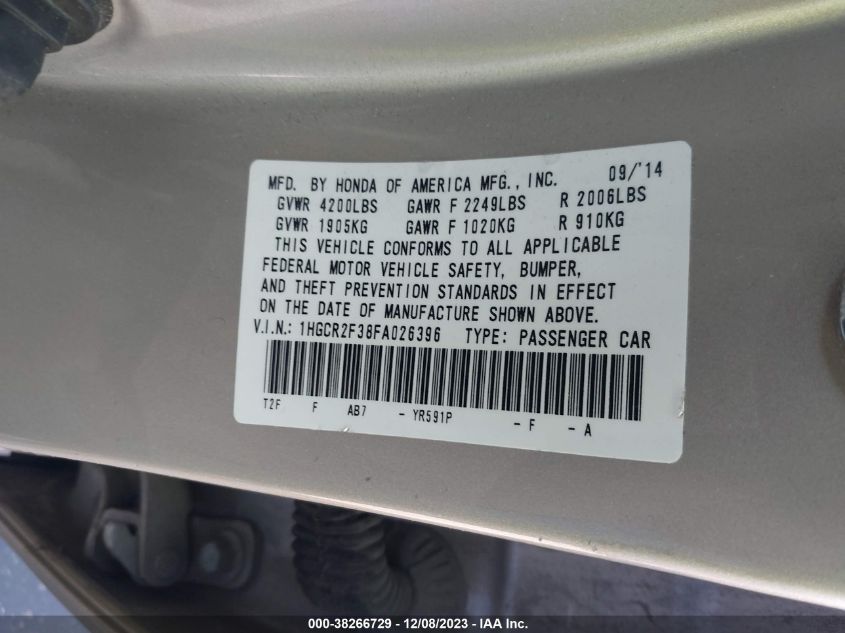 MFD. BY HONDA OF AMERICA MFG., INC. 09/'14
GVWR 4200LBS GAWR F 2249LBS R 2006LBS
GVWR 1905KG GAWR F 1020KG R 910KG
THIS VEHICLE CONFORMS TO ALL APPLICABLE
FEDERAL MOTOR VEHICLE SAFETY, BUMPER,
AND THEFT PREVENTION STANDARDS IN EFFECT
ON THE DATE OF MANUFACTURE SHOWN ABOVE.
V.I.N.: 1HGCR2F38FA026396 TYPE: PASSENGER CAR
T2F F AB7 - YR591P - F - A
000-38266729 - 12/08/2023 - IAA Inc.